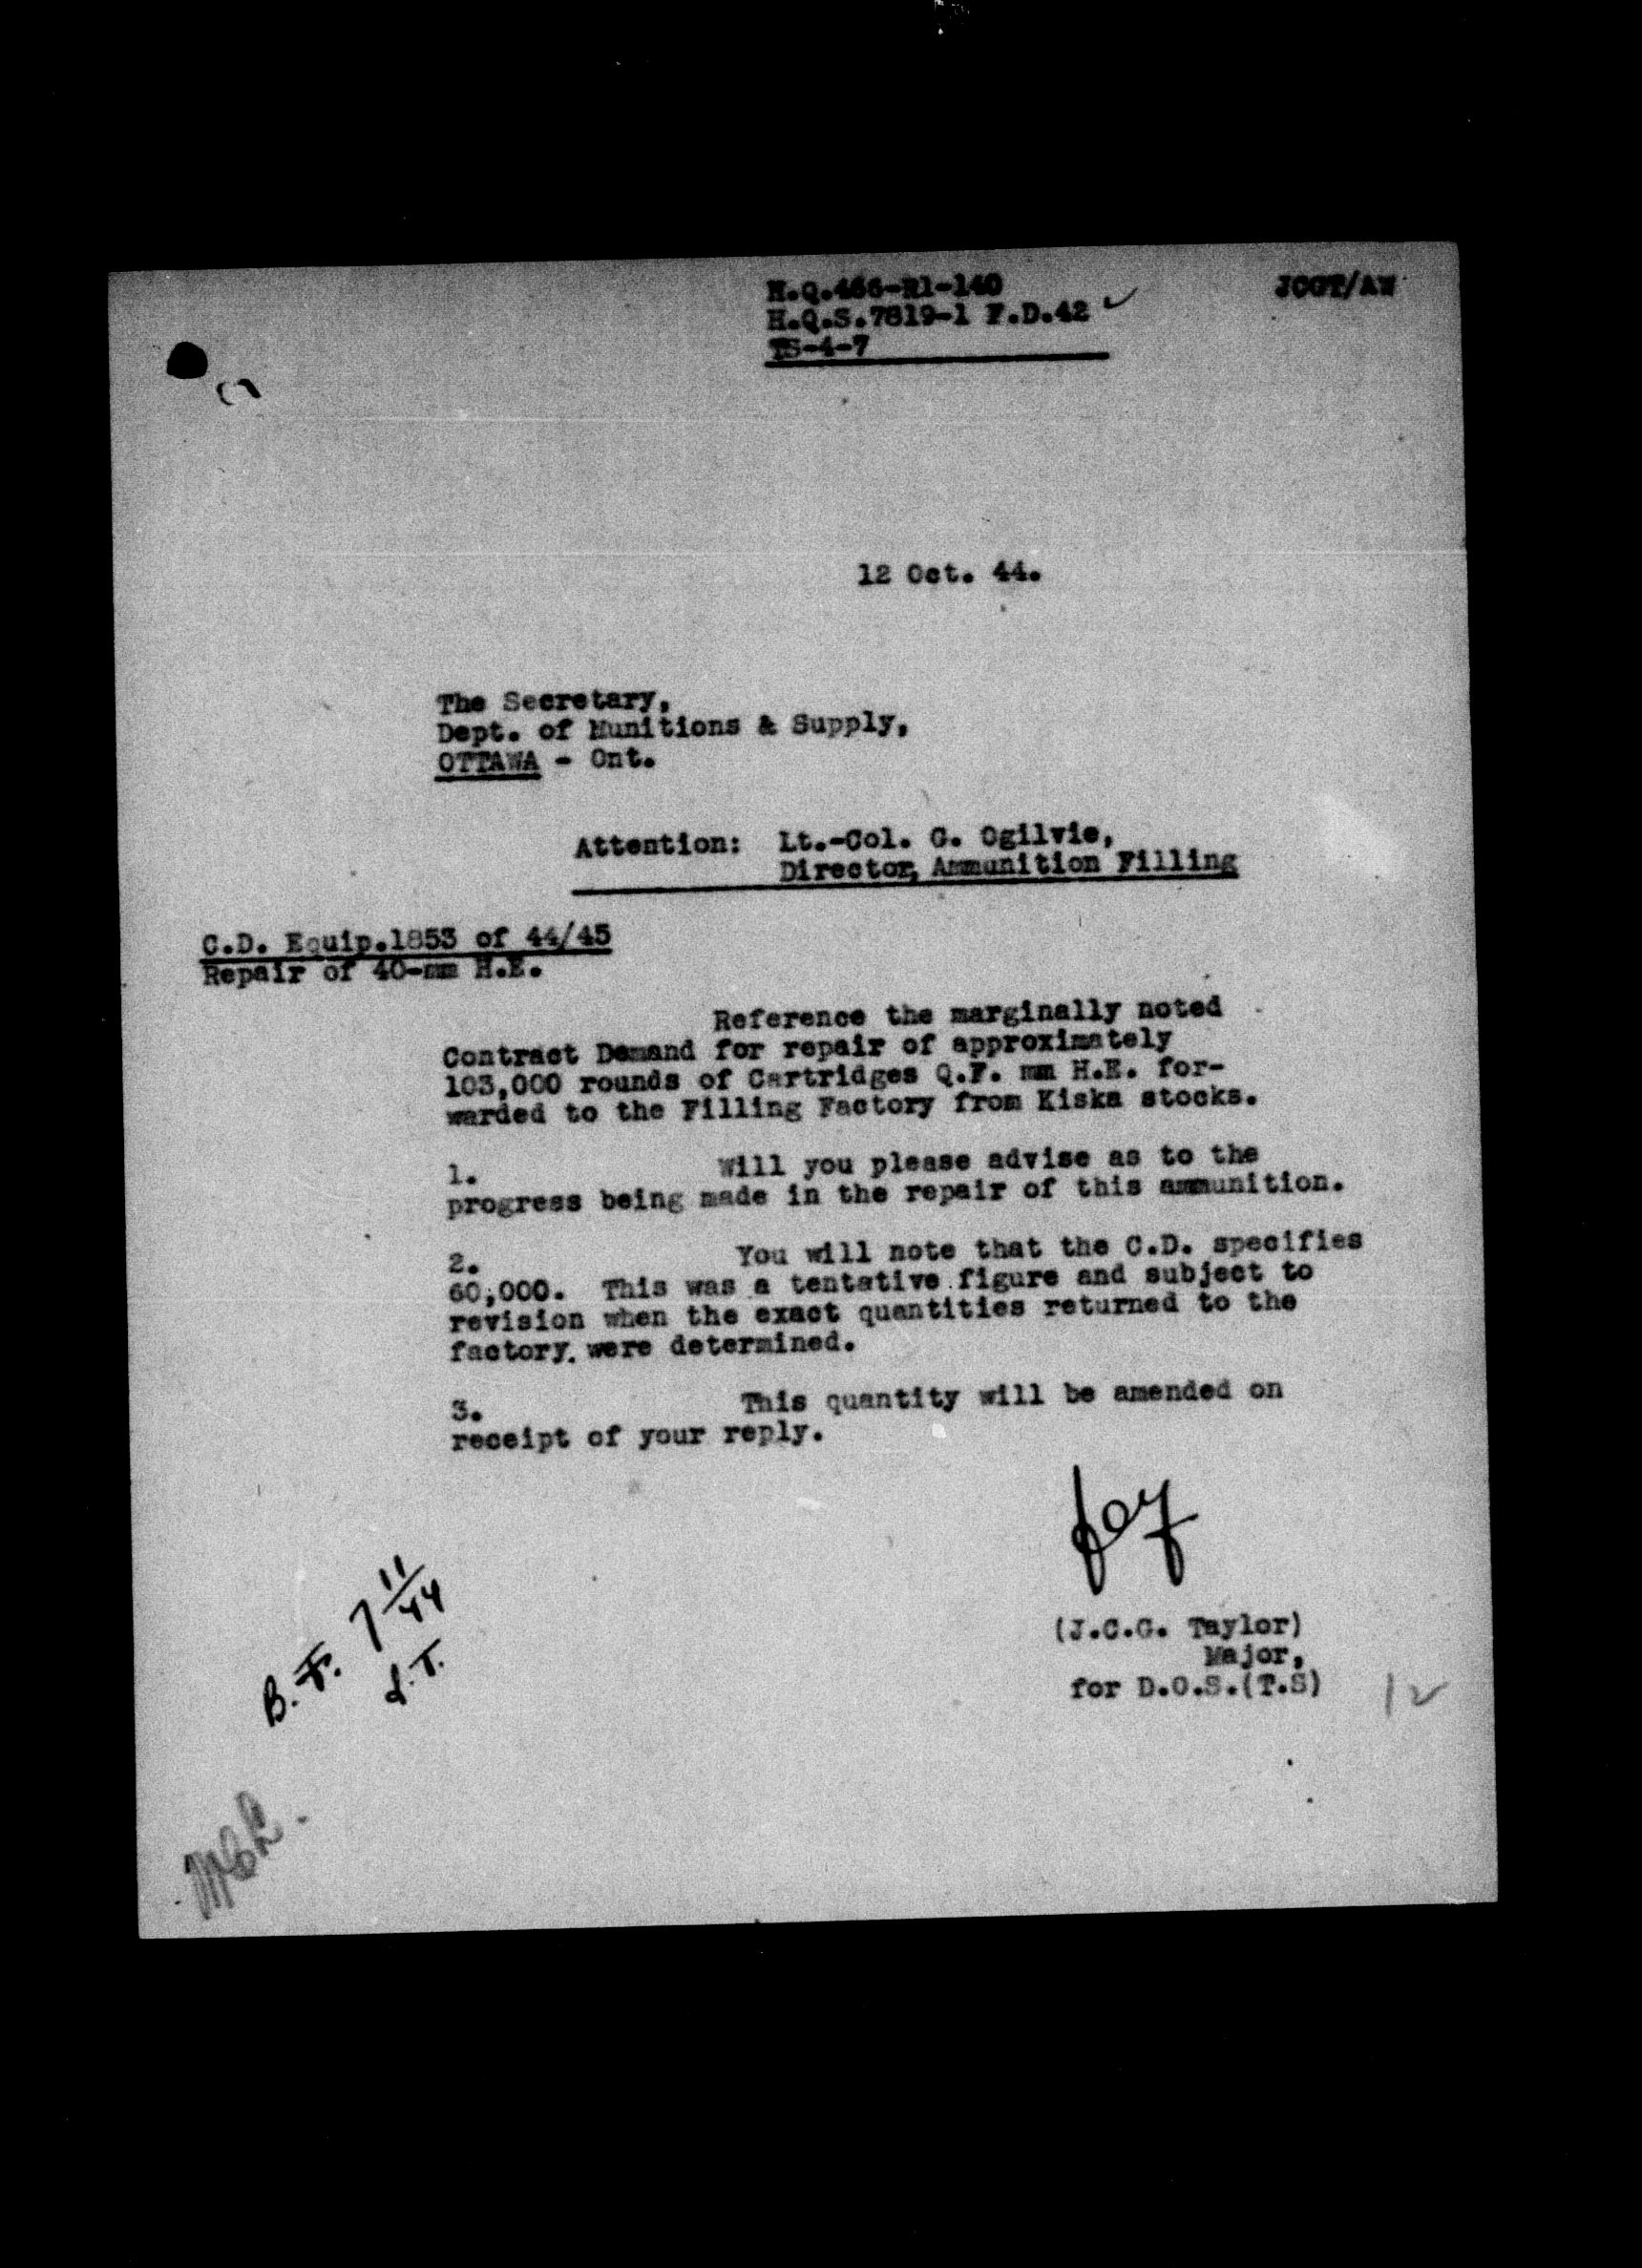 H.Q.466-R1-140
JCGT/AW
H.Q.S.7819-1 F.D.42
TS-4-7
12 Oct. 44.
The Secretary,
Dept. of Munitions & Supply,
OTTAWA - Ont.
Attention: Lt.-Col. G. Ogilvie,
Director, Ammunition Filling
C.D. Equip.1853 of 44/45
Repair of 40-mm H.E.
Reference the marginally noted
Contract Demand for repair of approximately
103,000 rounds of Cartridges Q.F. mm H.E. for-
warded to the Filling Factory from Kiska stocks.
1. Will you please advise as to the
progress being made in the repair of this ammunition.
2. You will note that the C.D. specifies
60,000. This was a tentative figure and subject to
revision when the exact quantities returned to the
factory. were determined.
3. This quantity will be amended on
receipt of your reply.
B.F. 7 11/44
J.T.
(J.C.G. Taylor)
Major,
for D.O.S.(T.S)
12